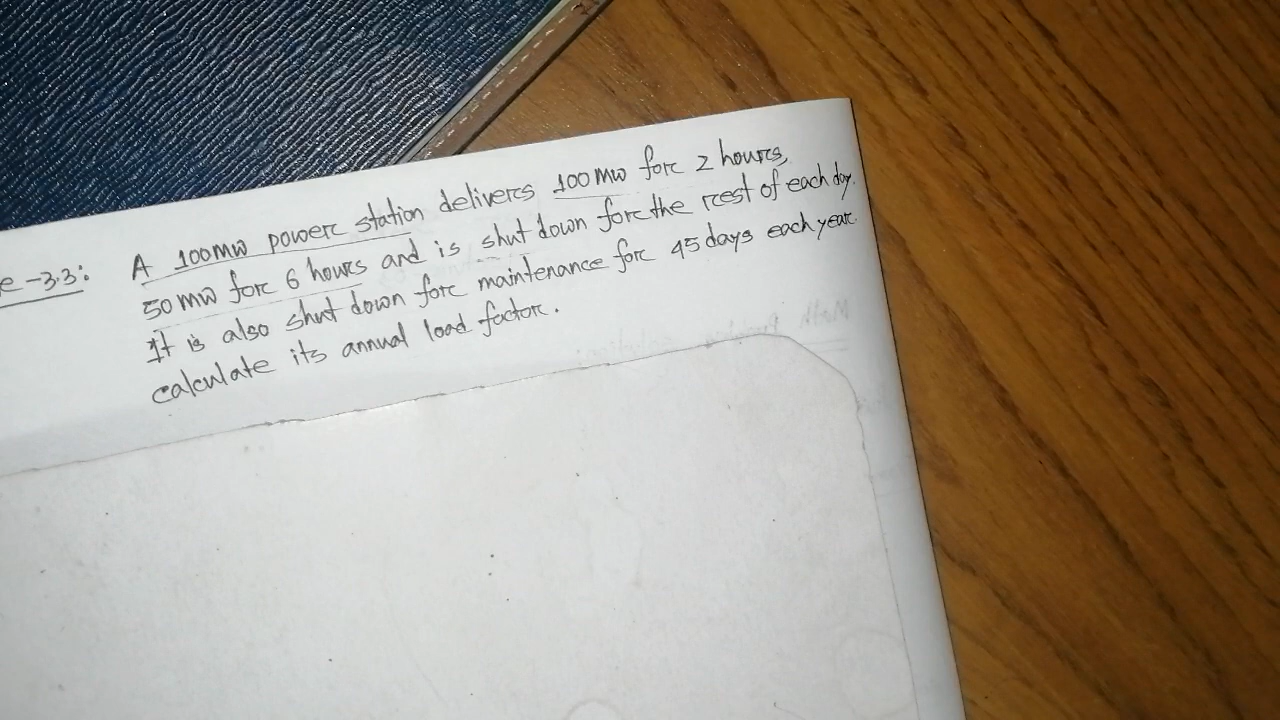 e-3.3: A 100MW power station delivers 100 MW for 2 hours,
50 MW for 6 hours and is shut down for the rest of each day.
It is also shut down for maintenance for 45 days each year.
calculate its annual load factor.